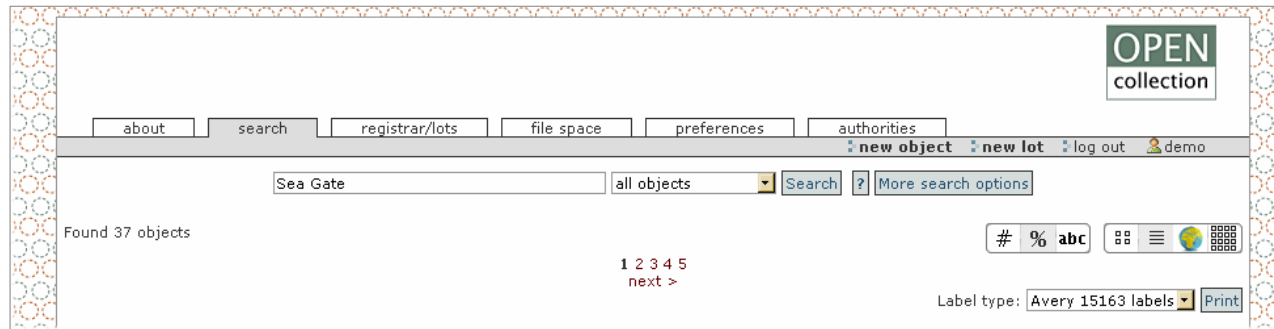 OPEN
collection
about search registrar/lots file space preferences authorities
new object new lot log out demo
Sea Gate all objects Search ? More search options
Found 37 objects # % abc
1 2 3 4 5
next >
Label type: Avery 15163 labels Print